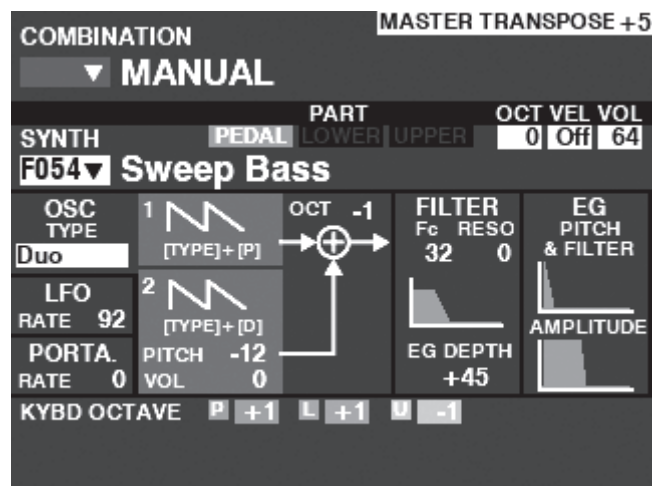 MASTER TRANSPOSE +5
COMBINATION
▼ MANUAL
PART OCT VEL VOL
SYNTH PEDAL LOWER UPPER 0 Off 64
F054▼ Sweep Bass
OSC TYPE
Duo
LFO
RATE 92
PORTA.
RATE 0
1
[TYPE]+[P]
2
[TYPE]+[D]
PITCH -12
VOL 0
OCT -1
FILTER
Fc RESO
32 0
EG DEPTH
+45
EG
PITCH
& FILTER
AMPLITUDE
KYBD OCTAVE P +1 L +1 U -1